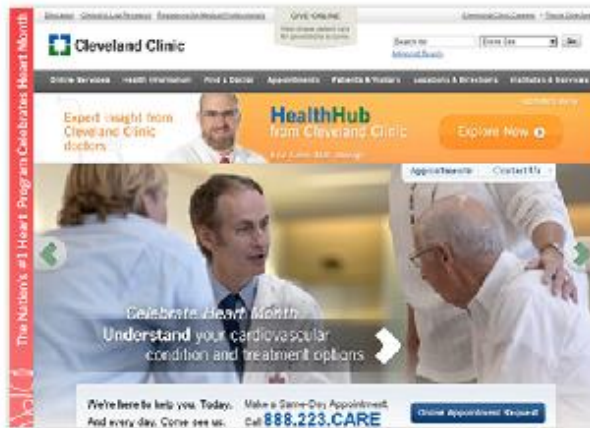 GIVE ONLINE
Cleveland Clinic
Search for
Go
Advanced Search
Online Services Health Information Find a Doctor Appointments Patients & Visitors Locations & Directions Institutes & Services
Expert insight from
Cleveland Clinic
doctors
HealthHub
from Cleveland Clinic
Explore Now
Appointments Contact Us
The Nation's #1 Heart Program Celebrates Heart Month
Celebrate Heart Month
Understand your cardiovascular
condition and treatment options
We're here to help you. Today.
And every day. Come see us.
Make a Same-Day Appointment.
Call 888.223.CARE
Online Appointment Request